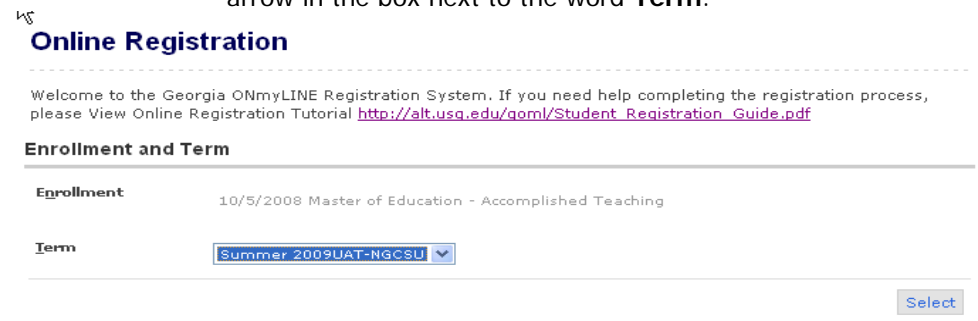 arrow in the box next to the word Term.
Online Registration
Welcome to the Georgia ONmyLINE Registration System. If you need help completing the registration process,
please View Online Registration Tutorial http://alt.usg.edu/goml/Student_Registration_Guide.pdf
Enrollment and Term
Enrollment 10/5/2008 Master of Education - Accomplished Teaching
Term Summer 2009UAT-NGCSU
Select